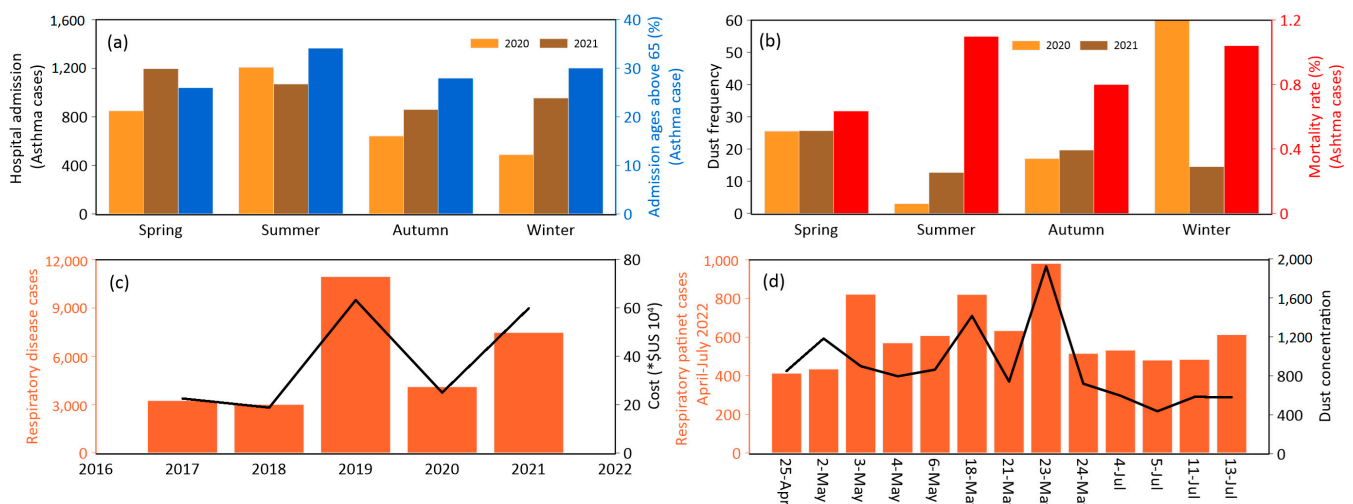 Hospital admission
(Asthma cases)
1,600
1,200
800
400
0
(a)
2020
2021
40
30
20
10
0
Admission ages above 65 (%)
(Asthma case)
Spring
Summer
Autumn
Winter
Dust frequency
60
50
40
30
20
10
0
(b)
2020
2021
1.2
0.8
0.4
0
Mortality rate (%)
(Ashtma cases)
Spring
Summer
Autumn
Winter
Respiratory disease cases
12,000
9,000
6,000
3,000
0
(c)
80
60
40
20
0
Cost (*$US 10⁴)
2016
2017
2018
2019
2020
2021
2022
Respiratory patinet cases
April-July 2022
1,000
800
600
400
200
0
(d)
2,000
1,600
1,200
800
400
0
Dust concentration
25-Apr
2-May
3-May
4-May
6-May
18-Ma
21-Ma
23-Ma
24-Ma
4-Jul
5-Jul
11-Jul
13-Jul